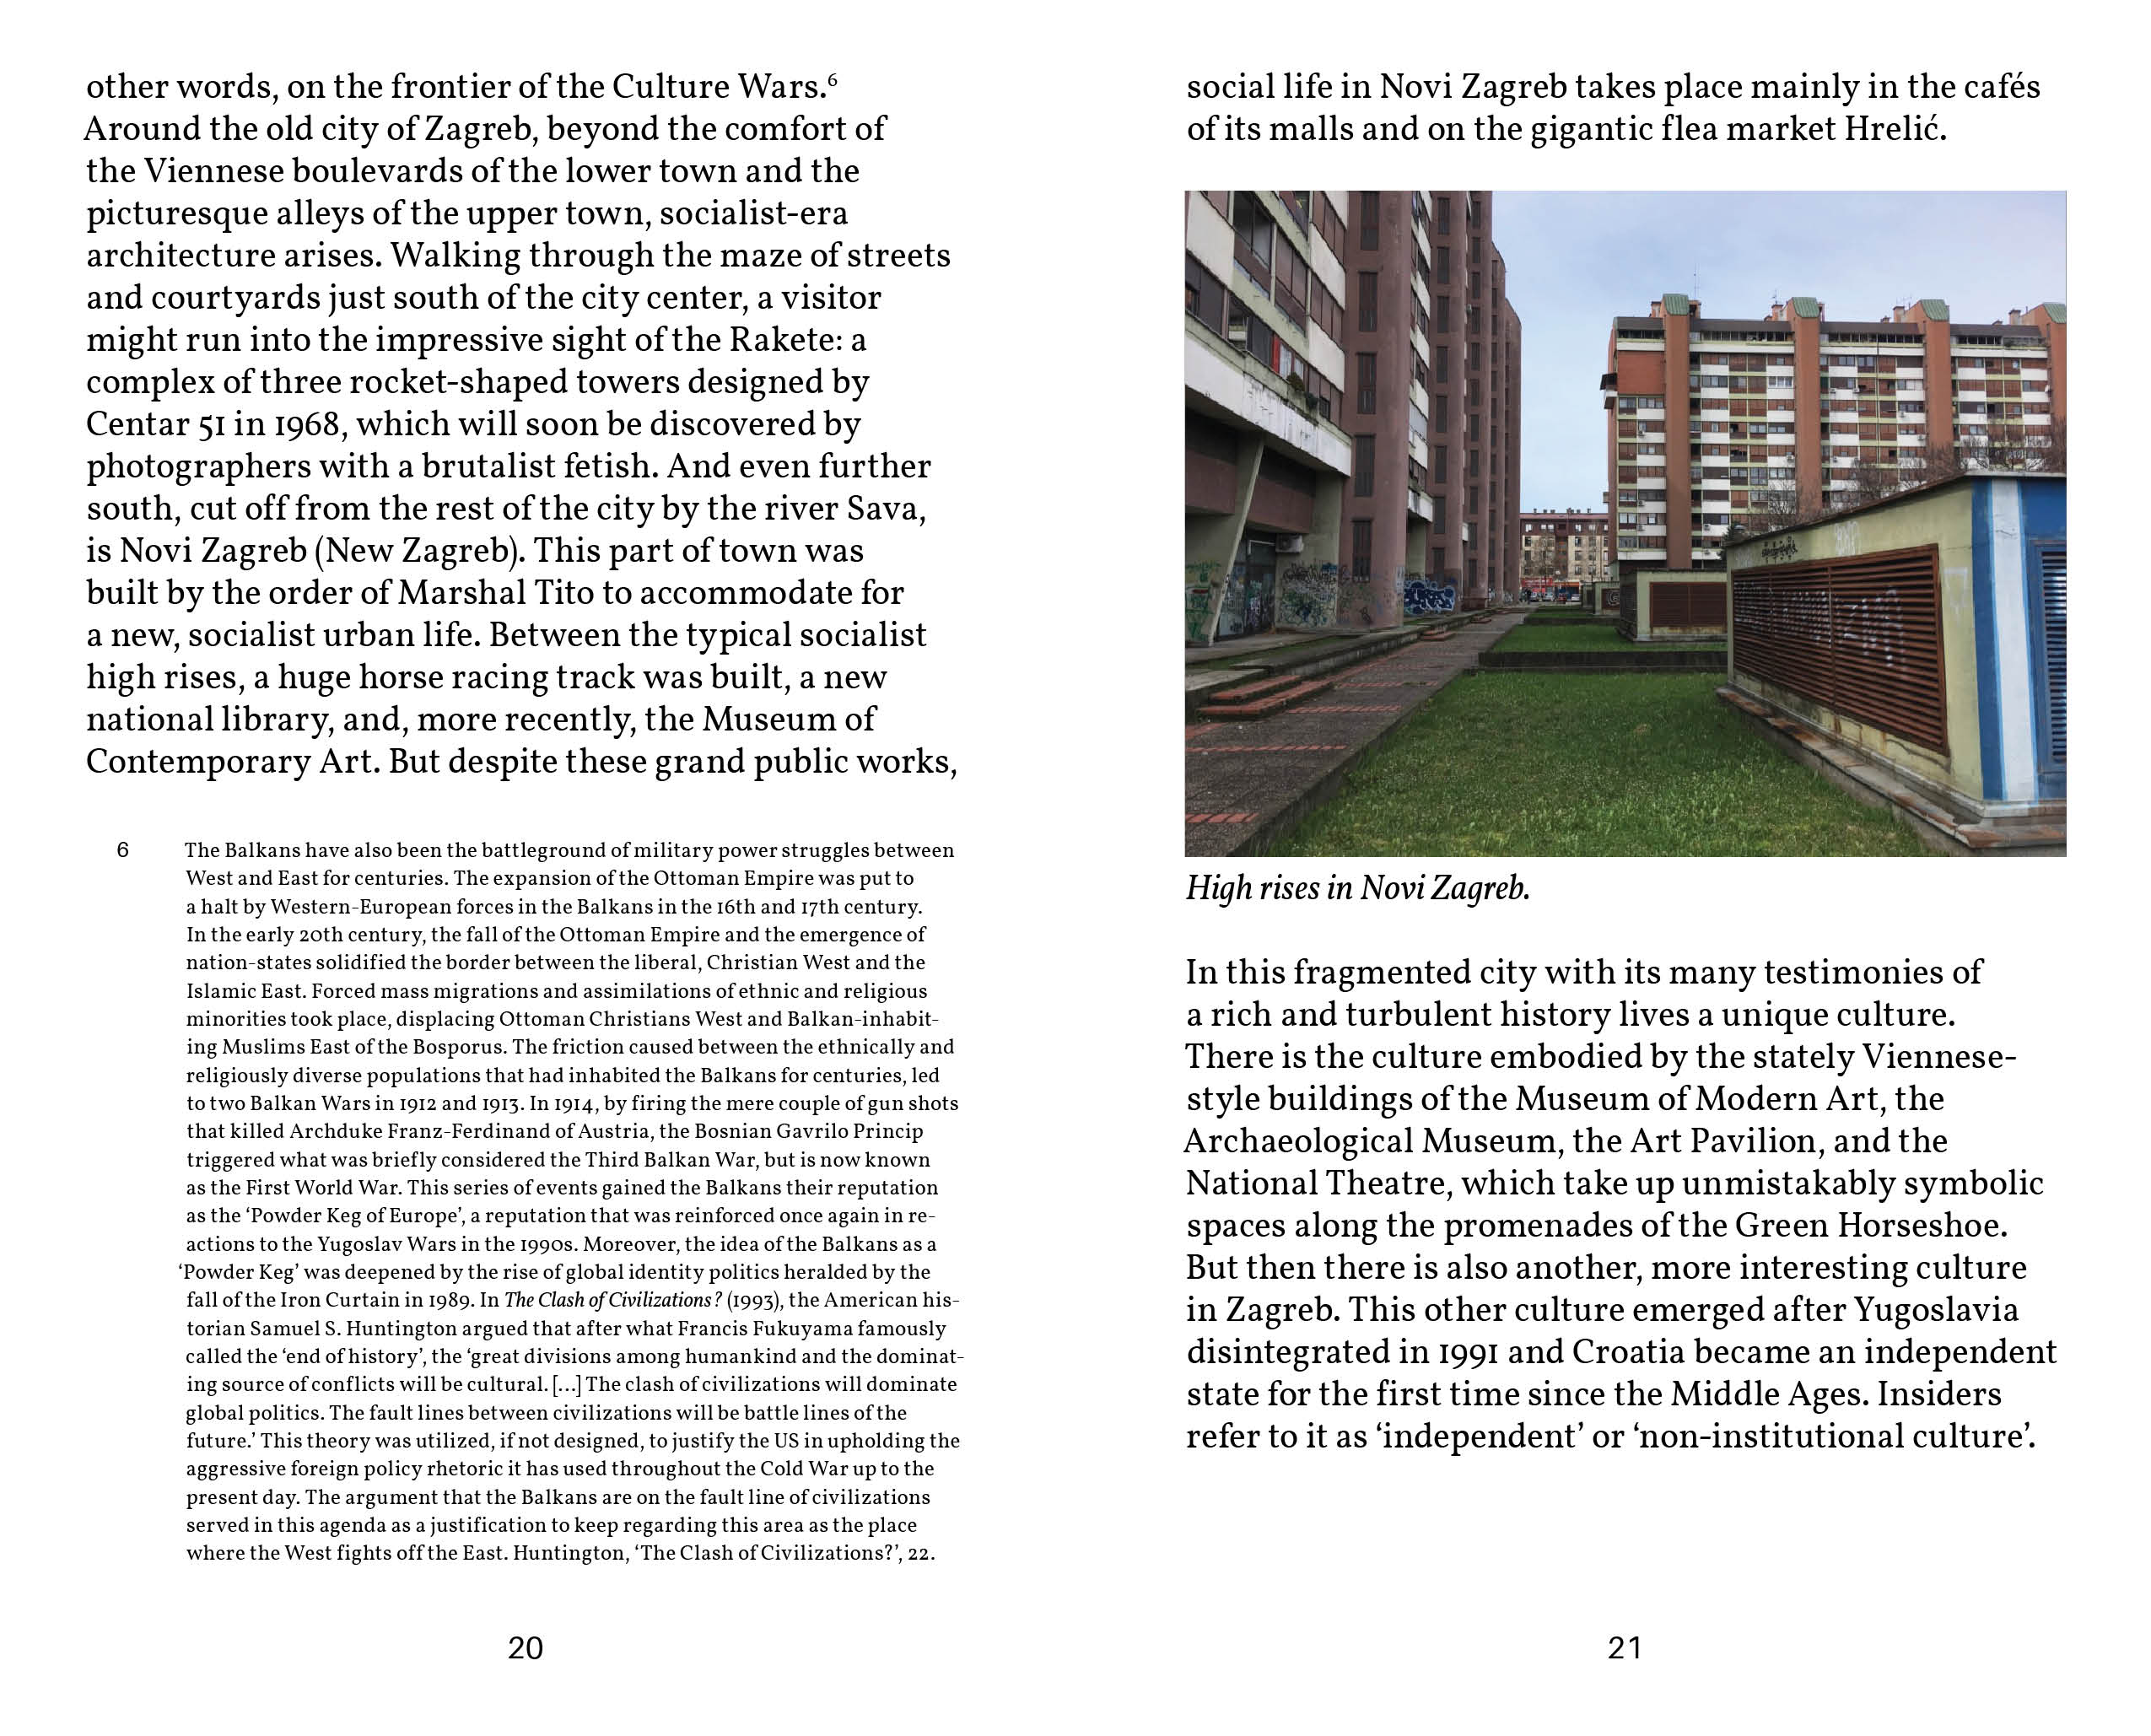 other words, on the frontier of the Culture Wars.⁶
Around the old city of Zagreb, beyond the comfort of
the Viennese boulevards of the lower town and the
picturesque alleys of the upper town, socialist-era
architecture arises. Walking through the maze of streets
and courtyards just south of the city center, a visitor
might run into the impressive sight of the Rakete: a
complex of three rocket-shaped towers designed by
Centar 51 in 1968, which will soon be discovered by
photographers with a brutalist fetish. And even further
south, cut off from the rest of the city by the river Sava,
is Novi Zagreb (New Zagreb). This part of town was
built by the order of Marshal Tito to accommodate for
a new, socialist urban life. Between the typical socialist
high rises, a huge horse racing track was built, a new
national library, and, more recently, the Museum of
Contemporary Art. But despite these grand public works,
6 The Balkans have also been the battleground of military power struggles between
West and East for centuries. The expansion of the Ottoman Empire was put to
a halt by Western-European forces in the Balkans in the 16th and 17th century.
In the early 20th century, the fall of the Ottoman Empire and the emergence of
nation-states solidified the border between the liberal, Christian West and the
Islamic East. Forced mass migrations and assimilations of ethnic and religious
minorities took place, displacing Ottoman Christians West and Balkan-inhabit-
ing Muslims East of the Bosporus. The friction caused between the ethnically and
religiously diverse populations that had inhabited the Balkans for centuries, led
to two Balkan Wars in 1912 and 1913. In 1914, by firing the mere couple of gun shots
that killed Archduke Franz-Ferdinand of Austria, the Bosnian Gavrilo Princip
triggered what was briefly considered the Third Balkan War, but is now known
as the First World War. This series of events gained the Balkans their reputation
as the ‘Powder Keg of Europe’, a reputation that was reinforced once again in re-
actions to the Yugoslav Wars in the 1990s. Moreover, the idea of the Balkans as a
‘Powder Keg’ was deepened by the rise of global identity politics heralded by the
fall of the Iron Curtain in 1989. In The Clash of Civilizations? (1993), the American his-
torian Samuel S. Huntington argued that after what Francis Fukuyama famously
called the ‘end of history’, the ‘great divisions among humankind and the dominat-
ing source of conflicts will be cultural. […] The clash of civilizations will dominate
global politics. The fault lines between civilizations will be battle lines of the
future.’ This theory was utilized, if not designed, to justify the US in upholding the
aggressive foreign policy rhetoric it has used throughout the Cold War up to the
present day. The argument that the Balkans are on the fault line of civilizations
served in this agenda as a justification to keep regarding this area as the place
where the West fights off the East. Huntington, ‘The Clash of Civilizations?’, 22.
20
social life in Novi Zagreb takes place mainly in the cafés
of its malls and on the gigantic flea market Hrelić.
High rises in Novi Zagreb.
In this fragmented city with its many testimonies of
a rich and turbulent history lives a unique culture.
There is the culture embodied by the stately Viennese-
style buildings of the Museum of Modern Art, the
Archaeological Museum, the Art Pavilion, and the
National Theatre, which take up unmistakably symbolic
spaces along the promenades of the Green Horseshoe.
But then there is also another, more interesting culture
in Zagreb. This other culture emerged after Yugoslavia
disintegrated in 1991 and Croatia became an independent
state for the first time since the Middle Ages. Insiders
refer to it as ‘independent’ or ‘non-institutional culture’.
21